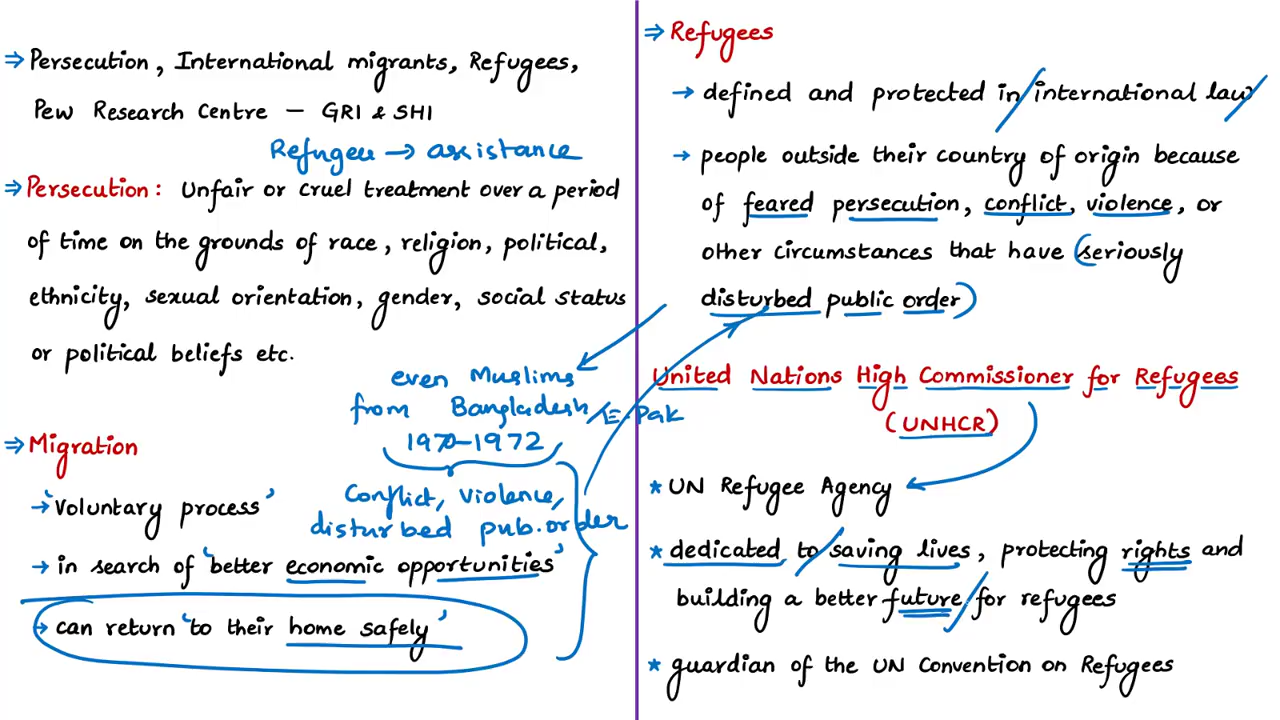 ⇒ Persecution, International migrants, Refugees,
Pew Research Centre – GRI & SHI
Refugee → assistance
⇒ Persecution: Unfair or cruel treatment over a period
of time on the grounds of race, religion, political,
ethnicity, sexual orientation, gender, social status
or political beliefs etc.
even Muslims
from Bangladesh / E. Pak
1970–1972
⇒ Migration
→ 'Voluntary process'
Conflict, violence,
disturbed pub. order
→ in search of 'better economic opportunities'
→ can return 'to their home safely'
⇒ Refugees
→ defined and protected in international law
→ people outside their country of origin because
of feared persecution, conflict, violence, or
other circumstances that have (seriously
disturbed public order)
United Nations High Commissioner for Refugees
(UNHCR)
* UN Refugee Agency
* dedicated to saving lives, protecting rights and
building a better future for refugees
* guardian of the UN Convention on Refugees